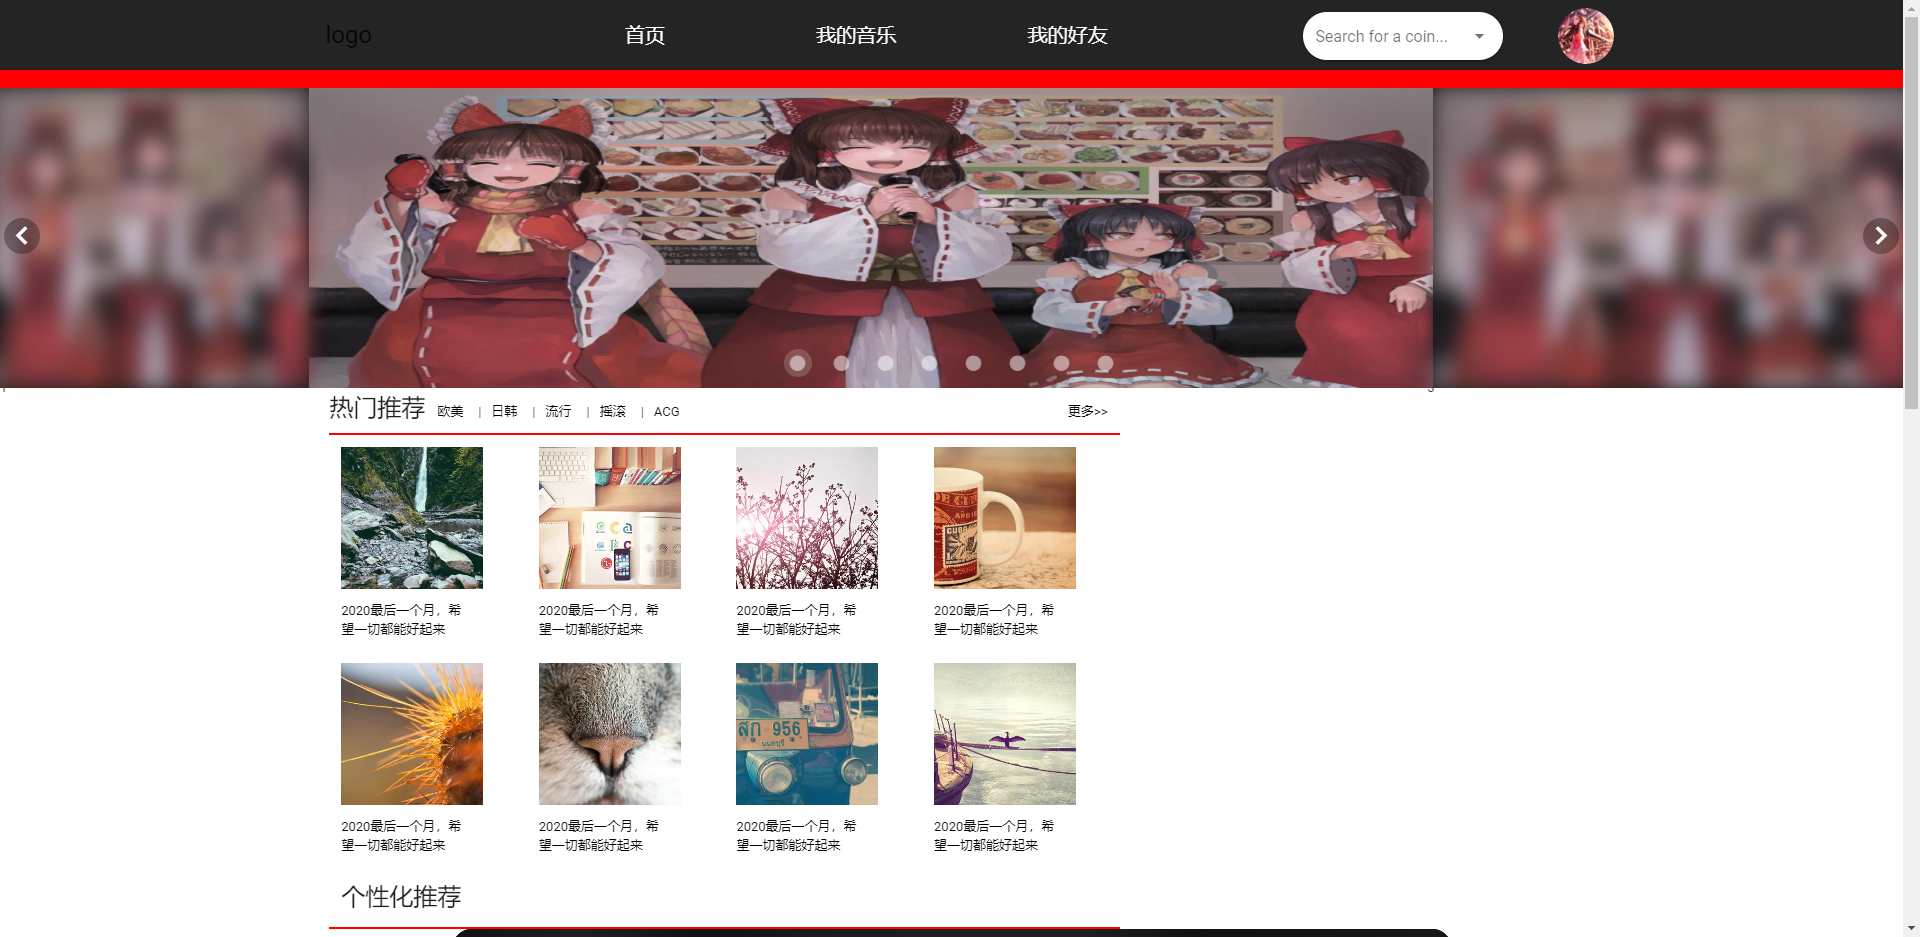 logo
首页
我的音乐
我的好友
Search for a coin...
热门推荐
欧美 | 日韩 | 流行 | 摇滚 | ACG
更多>>
2020最后一个月，希
望一切都能好起来
2020最后一个月，希
望一切都能好起来
2020最后一个月，希
望一切都能好起来
2020最后一个月，希
望一切都能好起来
สฦ 956
2020最后一个月，希
望一切都能好起来
2020最后一个月，希
望一切都能好起来
2020最后一个月，希
望一切都能好起来
2020最后一个月，希
望一切都能好起来
个性化推荐